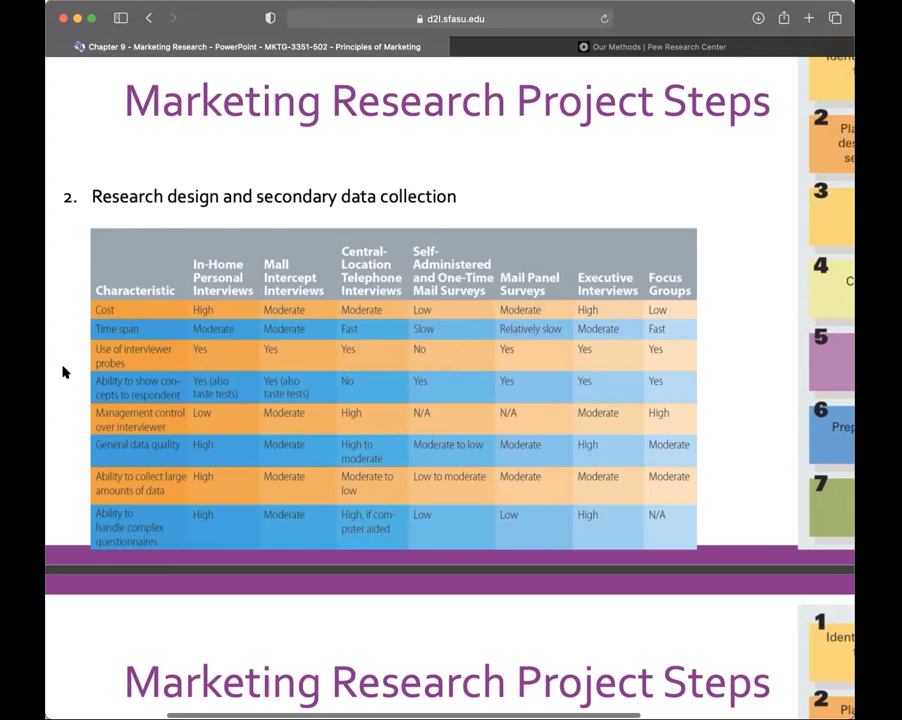 d2l.sfasu.edu
Chapter 9 - Marketing Research - PowerPoint - MKTG-3351-502 - Principles of Marketing
Our Methods | Pew Research Center
Marketing Research Project Steps
2. Research design and secondary data collection
Characteristic
In-Home
Personal
Interviews
Mall
Intercept
Interviews
Central-
Location
Telephone
Interviews
Self-
Administered
and One-Time
Mail Surveys
Mail Panel
Surveys
Executive
Interviews
Focus
Groups
Cost High Moderate Moderate Low Moderate High Low
Time span Moderate Moderate Fast Slow Relatively slow Moderate Fast
Use of interviewer
probes
Yes Yes Yes No Yes Yes Yes
Ability to show con-
cepts to respondent
Yes (also
taste tests)
Yes (also
taste tests)
No Yes Yes Yes Yes
Management control
over interviewer
Low Moderate High N/A N/A Moderate High
General data quality High Moderate
High to
moderate
Moderate to low Moderate High Moderate
Ability to collect large
amounts of data
High Moderate
Moderate to
low
Low to moderate Moderate Moderate Moderate
Ability to
handle complex
questionnaires
High Moderate
High, if com-
puter aided
Low Low High N/A
2
Pla
des
se
3
4
C
5
6
Prep
7
Marketing Research Project Steps
1
Ident
2
Pla